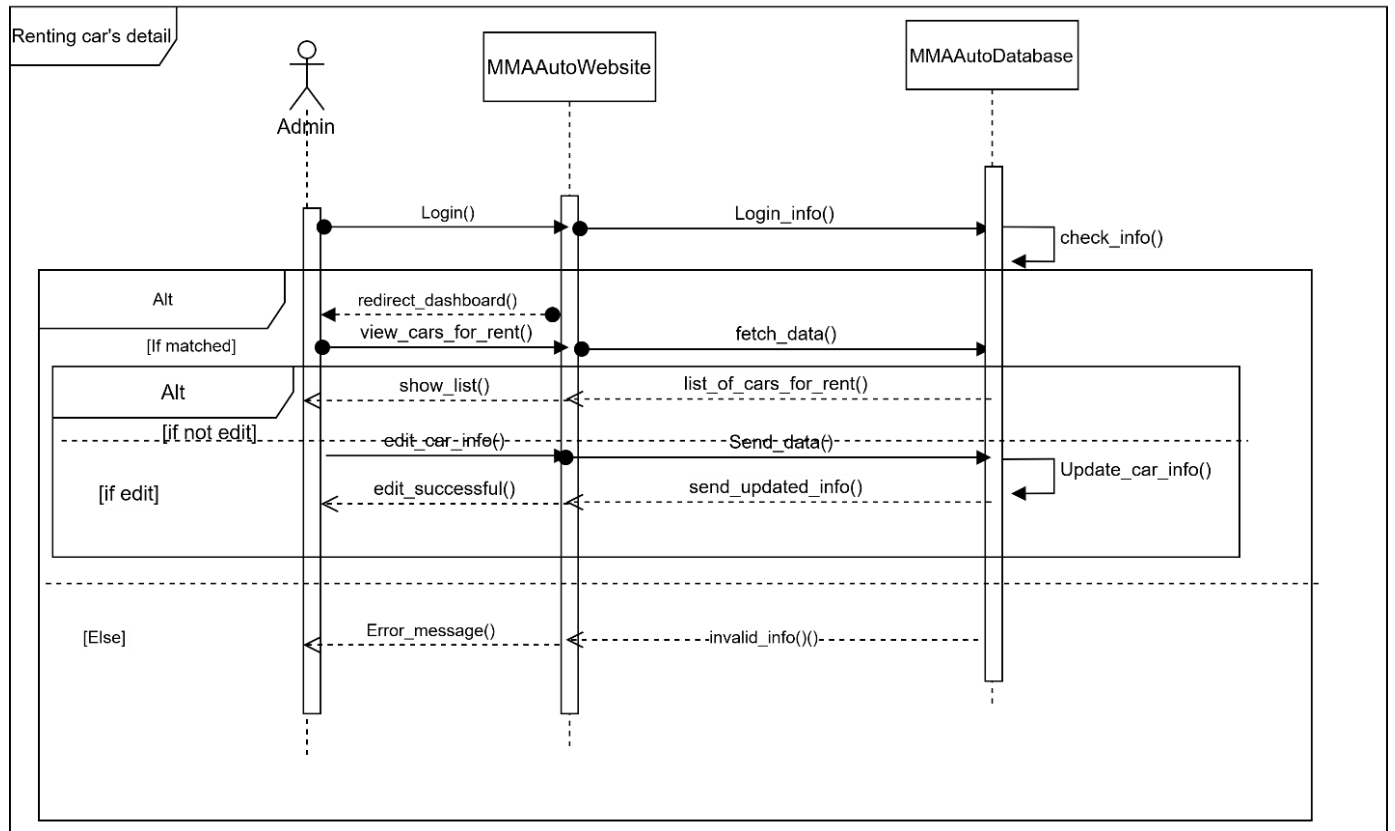 Renting car's detail
Admin
MMAAutoWebsite
MMAAutoDatabase
Login()
Login_info()
check_info()
Alt
redirect_dashboard()
[If matched]
view_cars_for_rent()
fetch_data()
Alt
show_list()
list_of_cars_for_rent()
[if not edit]
edit_car_info()
Send_data()
Update_car_info()
[if edit]
edit_successful()
send_updated_info()
[Else]
Error_message()
invalid_info()()